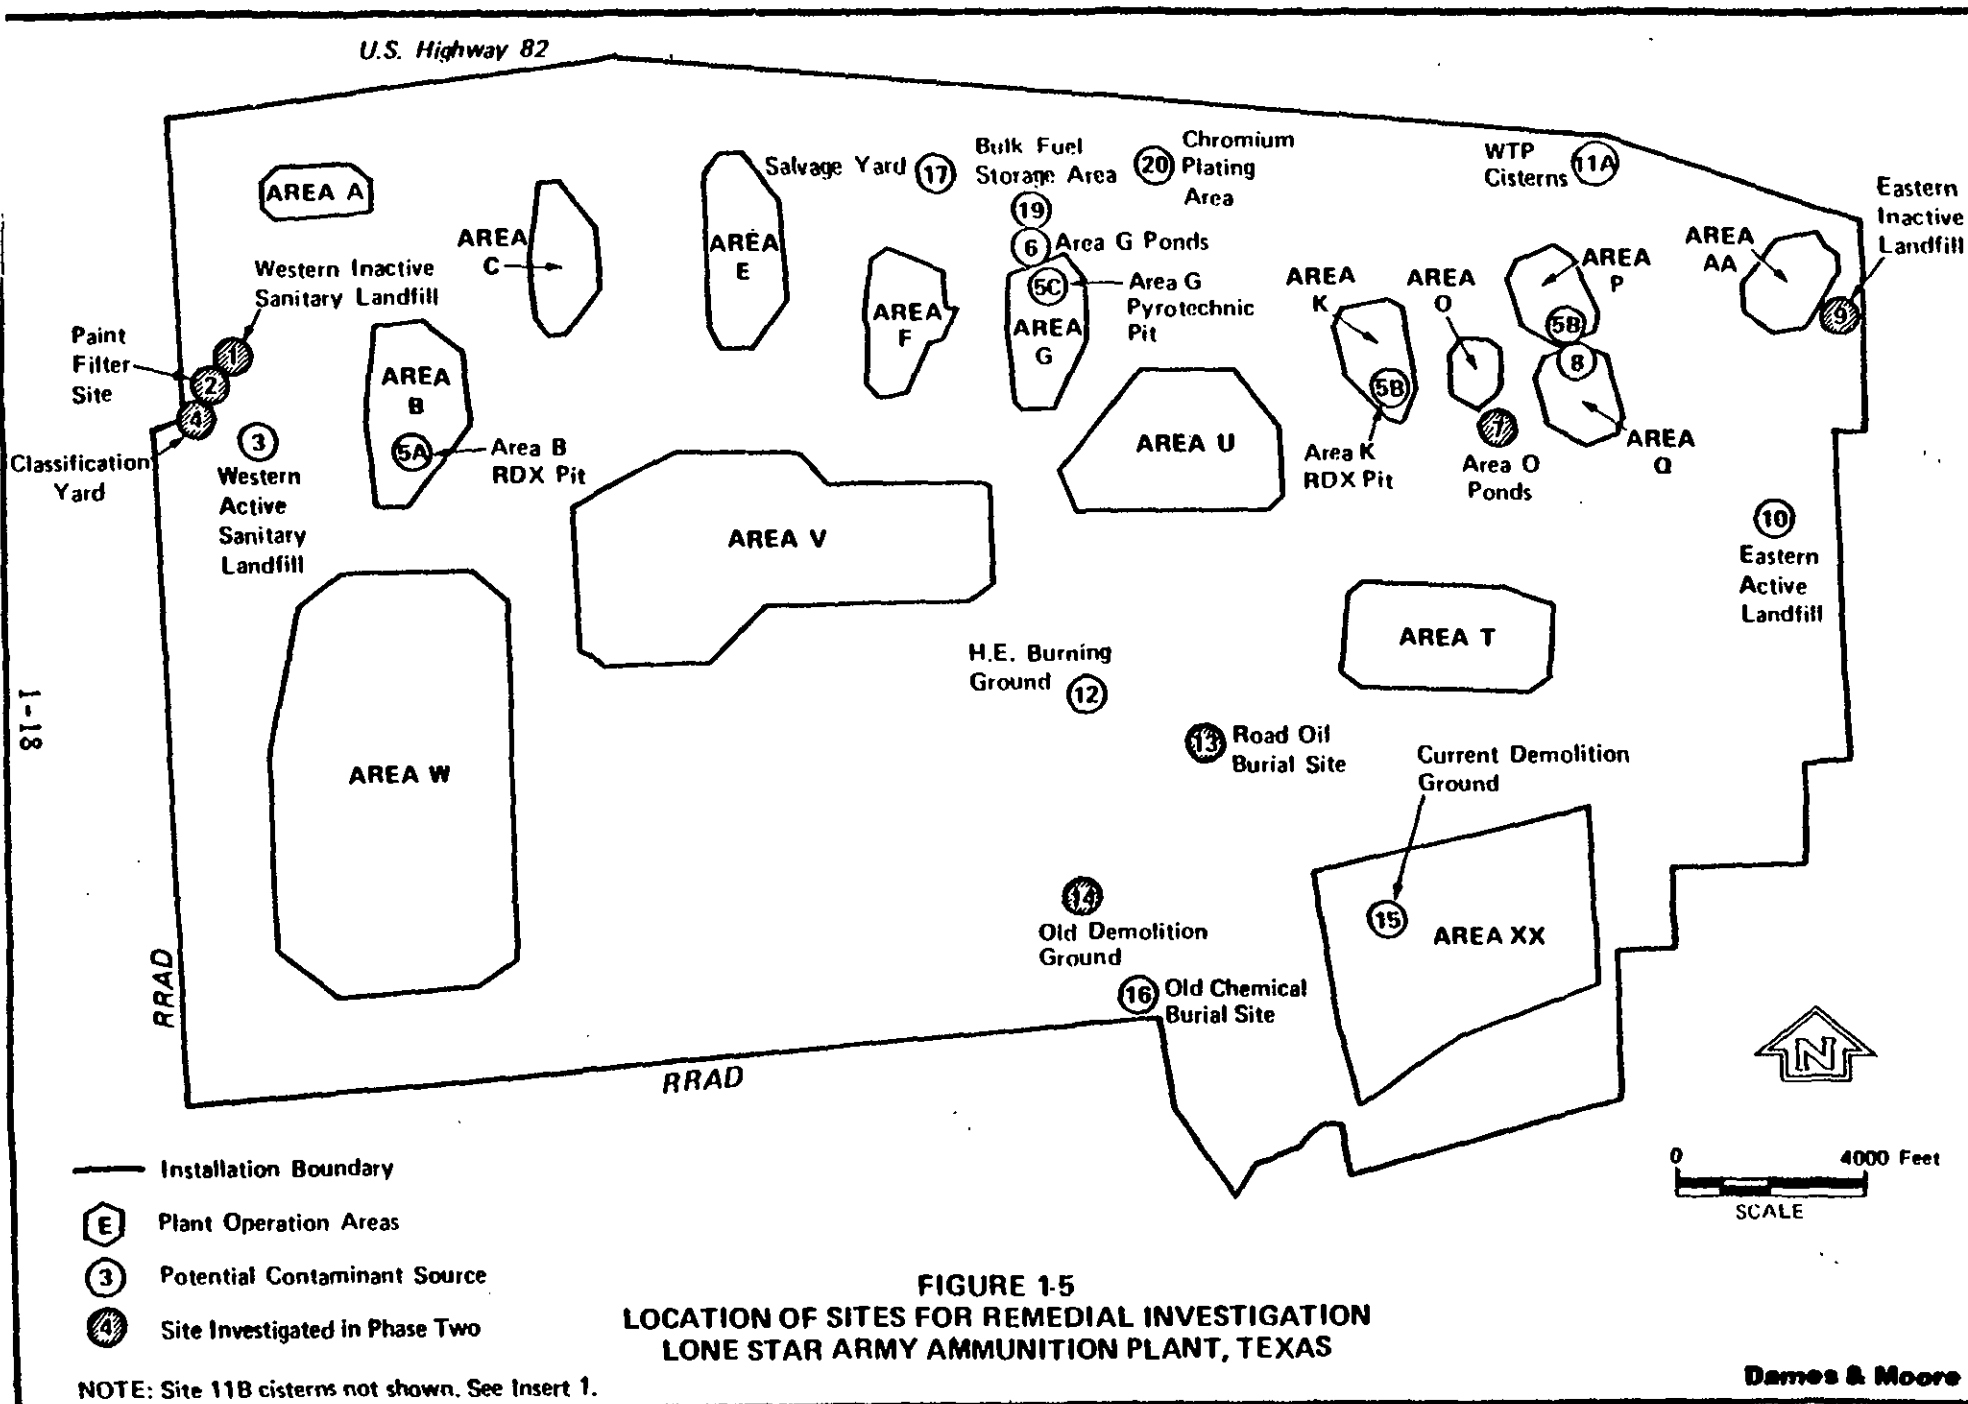 U.S. Highway 82
AREA A
AREA
C
AREA
E
Salvage Yard
17
Bulk Fuel
Storage Area
19
20
Chromium
Plating
Area
WTP
Cisterns
11A
Eastern
Inactive
Landfill
9
6
Area G Ponds
5C
Area G
Pyrotechnic
Pit
AREA
F
AREA
G
AREA
K
AREA
O
AREA
P
AREA
AA
5B
8
AREA
Q
Western Inactive
Sanitary Landfill
Paint
Filter
Site
1
2
4
3
Classification
Yard
Western
Active
Sanitary
Landfill
AREA
B
5A
Area B
RDX Pit
AREA U
5B
Area K
RDX Pit
7
Area O
Ponds
10
Eastern
Active
Landfill
AREA V
AREA T
H.E. Burning
Ground
12
13
Road Oil
Burial Site
Current Demolition
Ground
1-18
AREA W
14
Old Demolition
Ground
15
AREA XX
16
Old Chemical
Burial Site
RRAD
RRAD
N
0
4000 Feet
SCALE
Installation Boundary
E
Plant Operation Areas
3
Potential Contaminant Source
4
Site Investigated in Phase Two
NOTE: Site 11B cisterns not shown. See Insert 1.
FIGURE 1-5
LOCATION OF SITES FOR REMEDIAL INVESTIGATION
LONE STAR ARMY AMMUNITION PLANT, TEXAS
Dames & Moore